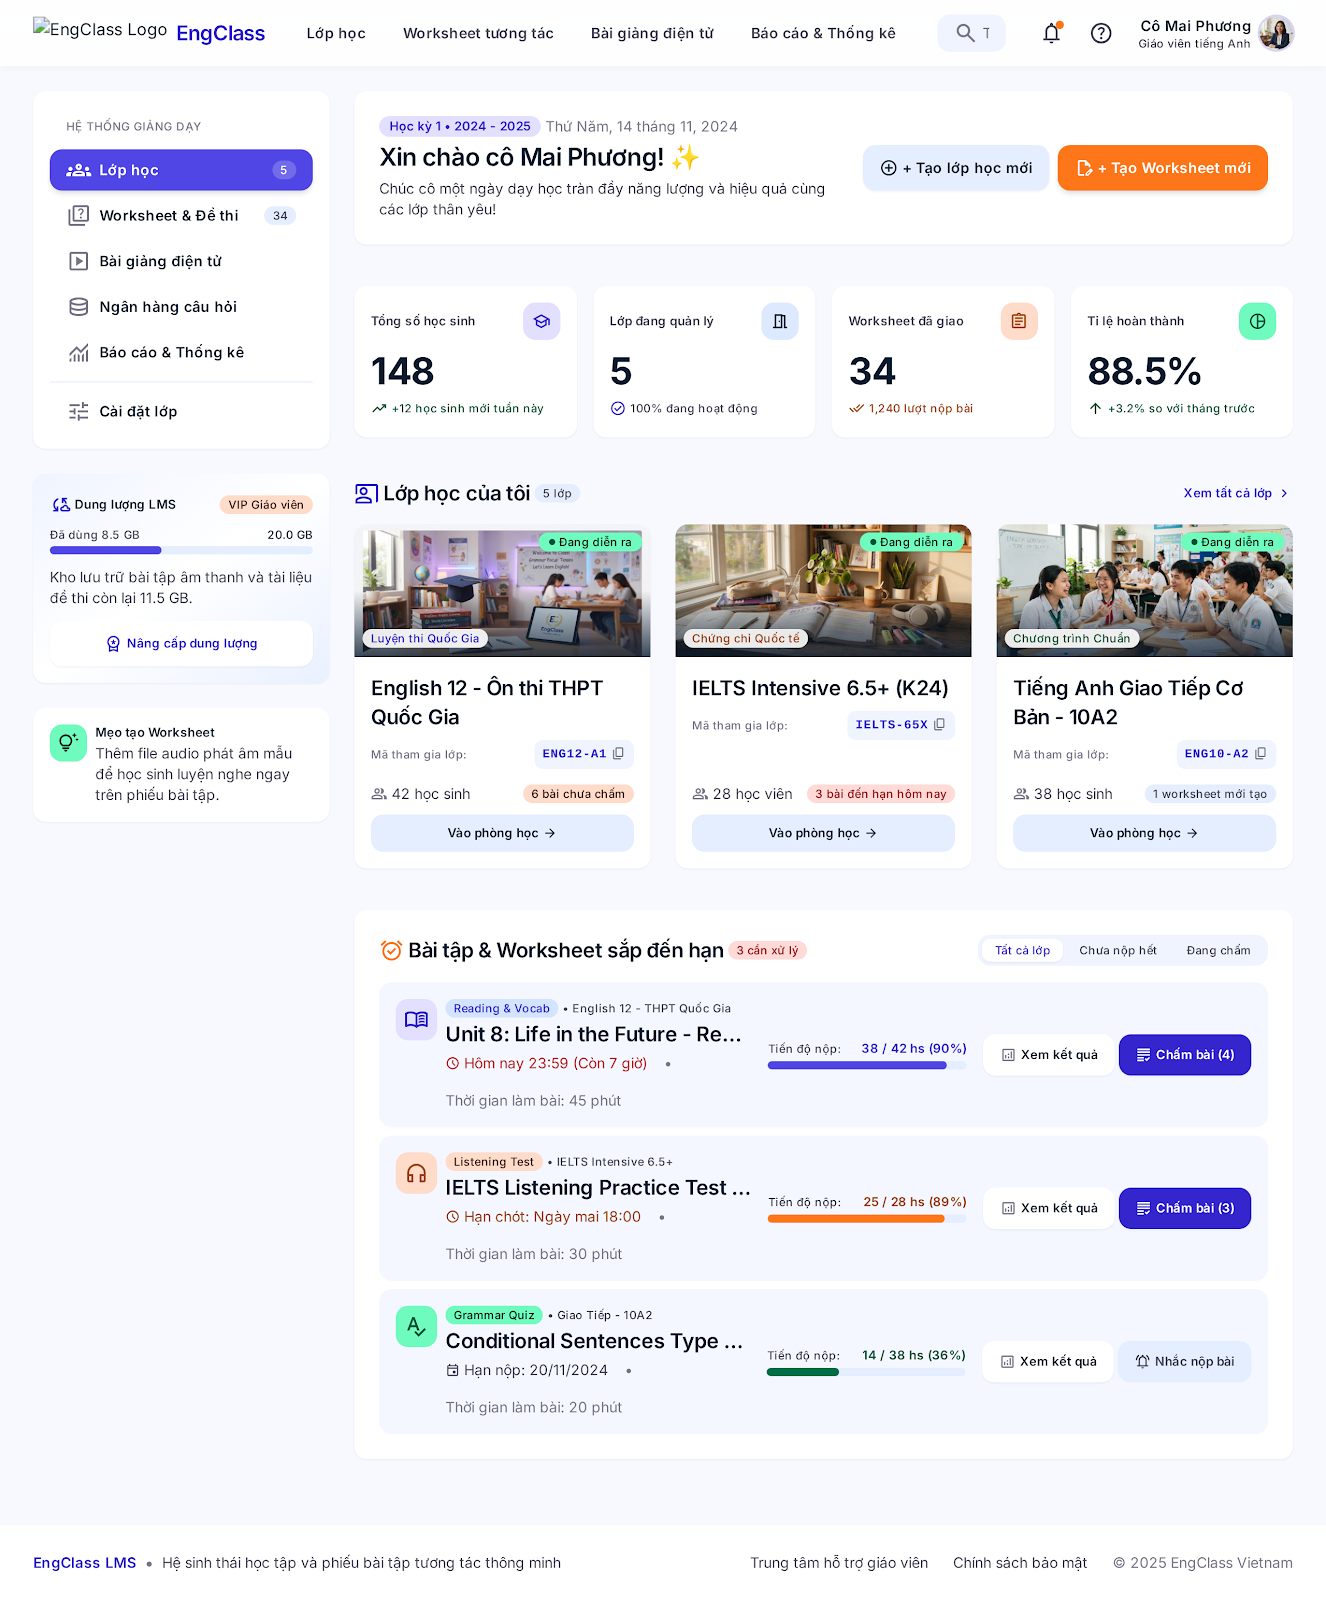 EngClass Logo EngClass Lớp học Worksheet tương tác Bài giảng điện tử Báo cáo & Thống kê
Cô Mai Phương
Giáo viên tiếng Anh
HỆ THỐNG GIẢNG DẠY
Lớp học 5
Worksheet & Đề thi 34
Bài giảng điện tử
Ngân hàng câu hỏi
Báo cáo & Thống kê
Cài đặt lớp
Dung lượng LMS VIP Giáo viên
Đã dùng 8.5 GB 20.0 GB
Kho lưu trữ bài tập âm thanh và tài liệu
đề thi còn lại 11.5 GB.
Nâng cấp dung lượng
Mẹo tạo Worksheet
Thêm file audio phát âm mẫu
để học sinh luyện nghe ngay
trên phiếu bài tập.
Học kỳ 1 • 2024 - 2025 Thứ Năm, 14 tháng 11, 2024
Xin chào cô Mai Phương! ✨
Chúc cô một ngày dạy học tràn đầy năng lượng và hiệu quả cùng
các lớp thân yêu!
+ Tạo lớp học mới + Tạo Worksheet mới
Tổng số học sinh
148
+12 học sinh mới tuần này
Lớp đang quản lý
5
100% đang hoạt động
Worksheet đã giao
34
1,240 lượt nộp bài
Tỉ lệ hoàn thành
88.5%
+3.2% so với tháng trước
Lớp học của tôi 5 lớp Xem tất cả lớp
Đang diễn ra
EngClass
Luyện thi Quốc Gia
English 12 - Ôn thi THPT
Quốc Gia
Mã tham gia lớp: ENG12-A1
42 học sinh 6 bài chưa chấm
Vào phòng học →
Đang diễn ra
Chứng chỉ Quốc tế
IELTS Intensive 6.5+ (K24)
Mã tham gia lớp: IELTS-65X
28 học viên 3 bài đến hạn hôm nay
Vào phòng học →
Đang diễn ra
Chương trình Chuẩn
Tiếng Anh Giao Tiếp Cơ
Bản - 10A2
Mã tham gia lớp: ENG10-A2
38 học sinh 1 worksheet mới tạo
Vào phòng học →
Bài tập & Worksheet sắp đến hạn 3 cần xử lý Tất cả lớp Chưa nộp hết Đang chấm
Reading & Vocab • English 12 - THPT Quốc Gia
Unit 8: Life in the Future - Re...
Hôm nay 23:59 (Còn 7 giờ) •
Thời gian làm bài: 45 phút
Tiến độ nộp: 38 / 42 hs (90%)
Xem kết quả Chấm bài (4)
Listening Test • IELTS Intensive 6.5+
IELTS Listening Practice Test ...
Hạn chót: Ngày mai 18:00 •
Thời gian làm bài: 30 phút
Tiến độ nộp: 25 / 28 hs (89%)
Xem kết quả Chấm bài (3)
Grammar Quiz • Giao Tiếp - 10A2
Conditional Sentences Type ...
Hạn nộp: 20/11/2024 •
Thời gian làm bài: 20 phút
Tiến độ nộp: 14 / 38 hs (36%)
Xem kết quả Nhắc nộp bài
EngClass LMS • Hệ sinh thái học tập và phiếu bài tập tương tác thông minh Trung tâm hỗ trợ giáo viên Chính sách bảo mật © 2025 EngClass Vietnam